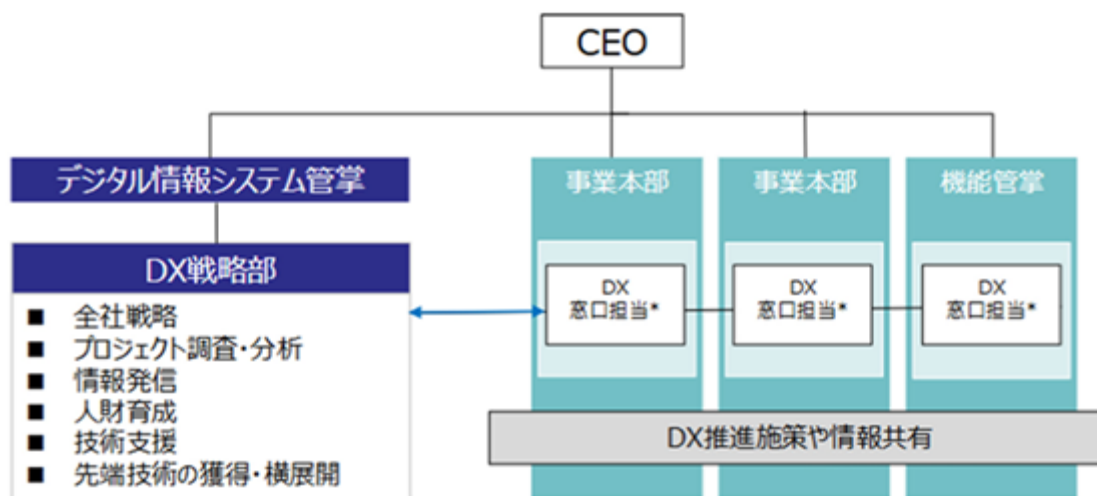 CEO
デジタル情報システム管掌
事業本部
事業本部
機能管掌
DX戦略部
■ 全社戦略
■ プロジェクト調査・分析
■ 情報発信
■ 人財育成
■ 技術支援
■ 先端技術の獲得・横展開
DX
窓口担当*
DX
窓口担当*
DX
窓口担当*
DX推進施策や情報共有